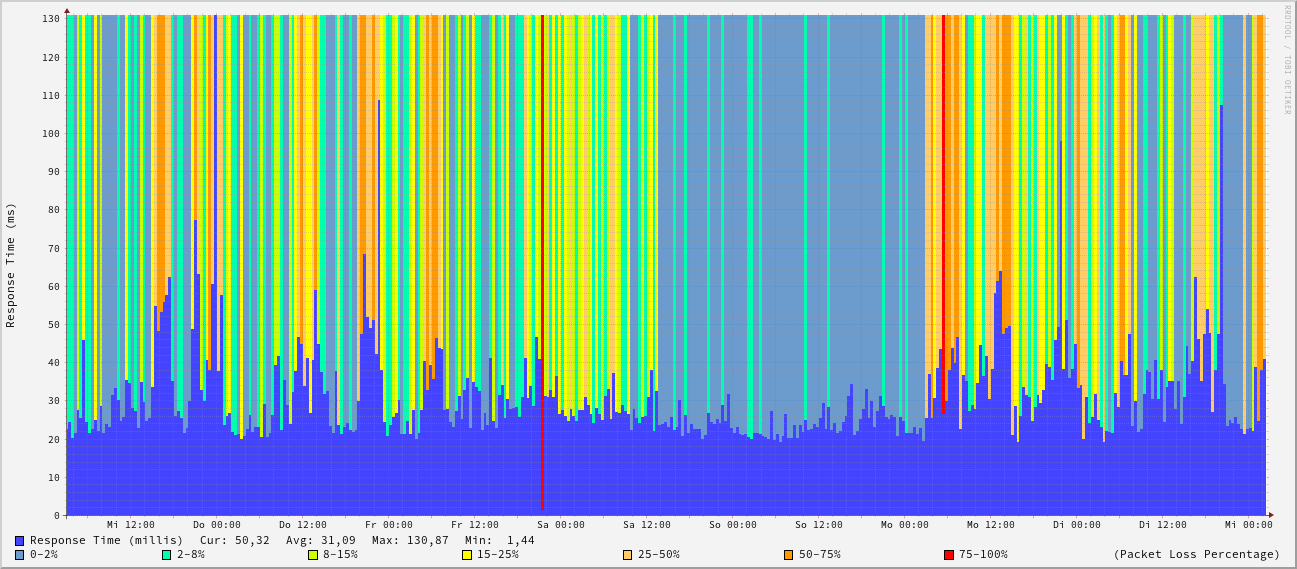 RRDTOOL / TOBI OETIKER
Response Time (ms)
130
120
110
100
90
80
70
60
50
40
30
20
10
0
Mi 12:00 Do 00:00 Do 12:00 Fr 00:00 Fr 12:00 Sa 00:00 Sa 12:00 So 00:00 So 12:00 Mo 00:00 Mo 12:00 Di 00:00 Di 12:00 Mi 00:00
Response Time (millis) Cur: 50,32 Avg: 31,09 Max: 130,87 Min: 1,44
0-2% 2-8% 8-15% 15-25% 25-50% 50-75% 75-100% (Packet Loss Percentage)